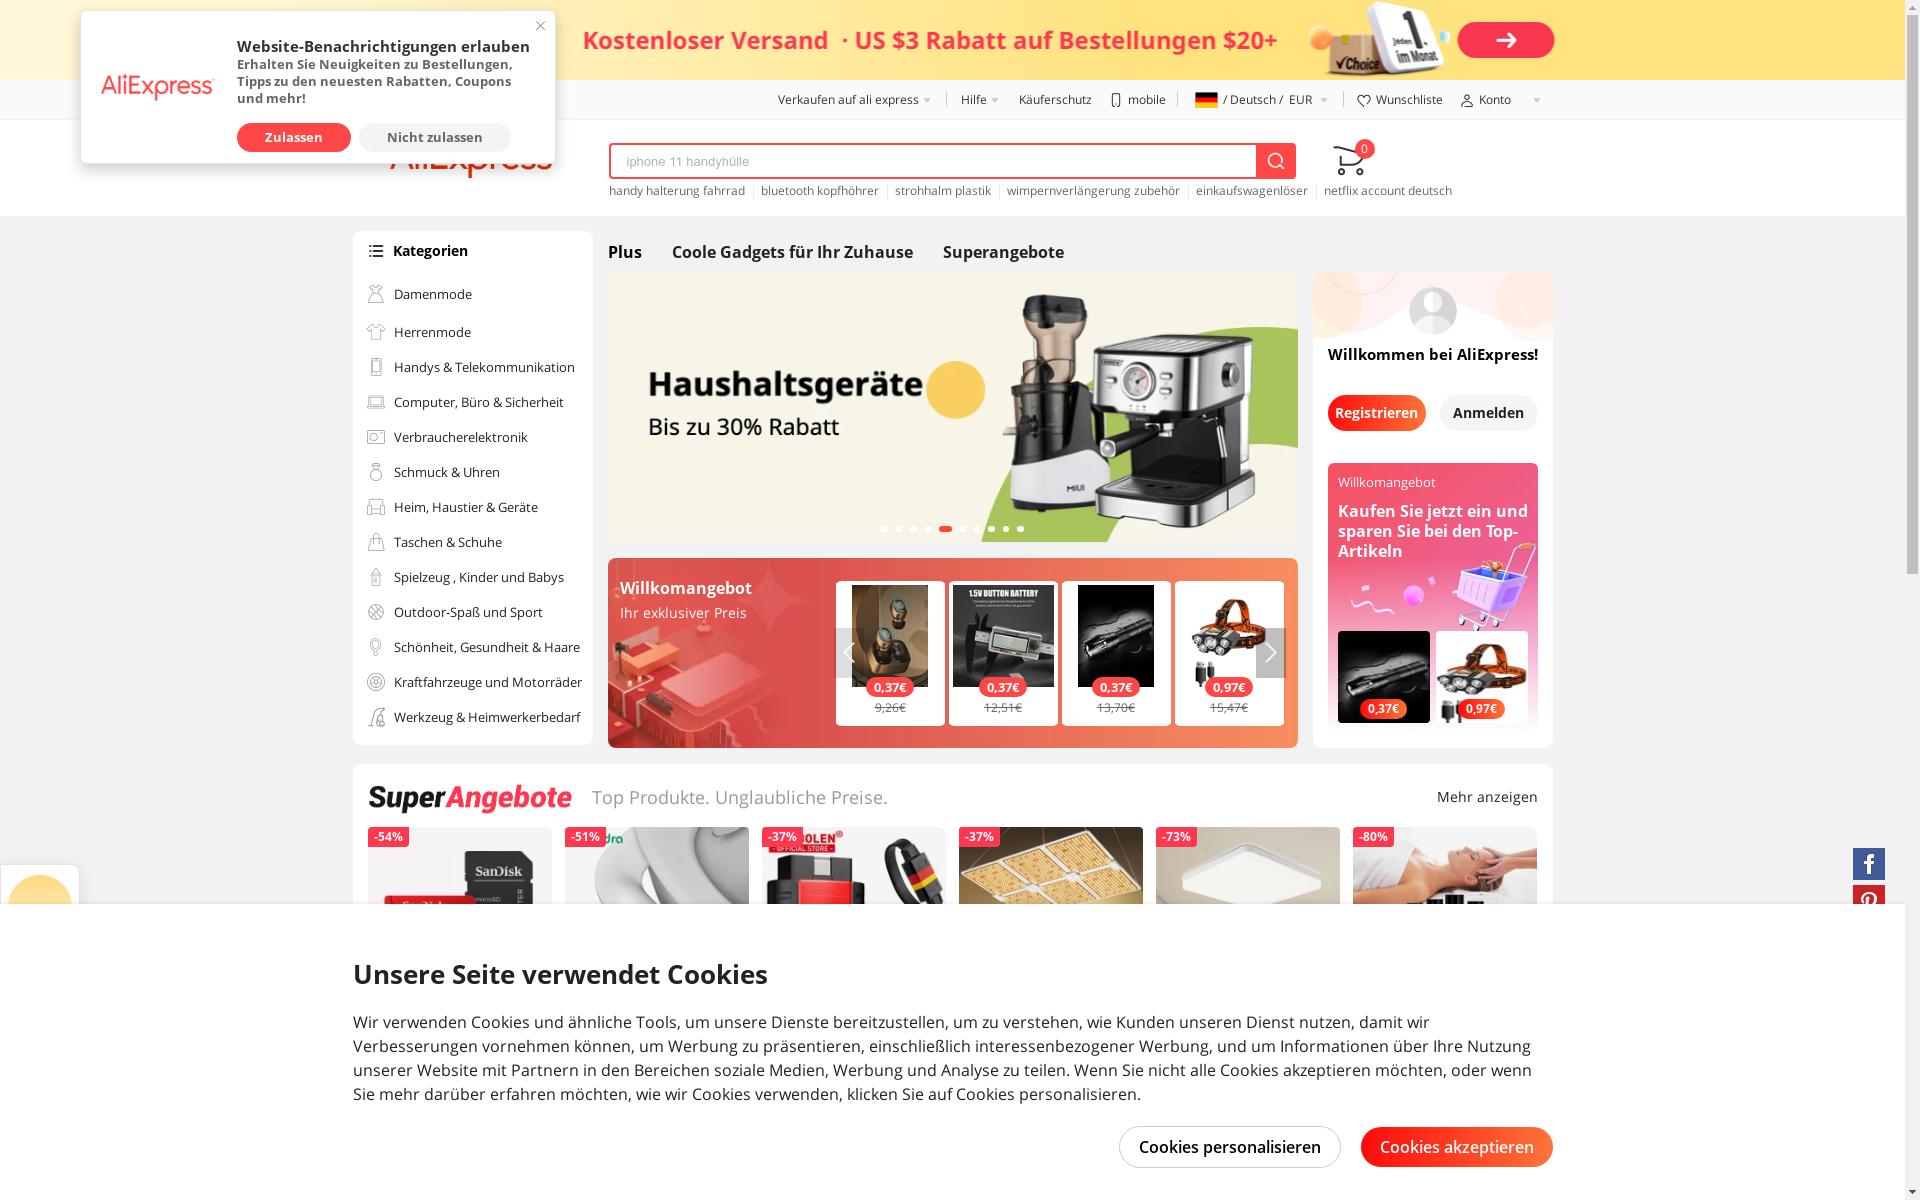 Kostenloser Versand · US $3 Rabatt auf Bestellungen $20+
Choice
Jeden
1.
im Monat
Website-Benachrichtigungen erlauben
Erhalten Sie Neuigkeiten zu Bestellungen,
Tipps zu den neuesten Rabatten, Coupons
und mehr!
AliExpress
Zulassen
Nicht zulassen
Verkaufen auf ali express
Hilfe
Käuferschutz
mobile
/ Deutsch / EUR
Wunschliste
Konto
AliExpress
iphone 11 handyhülle
0
handy halterung fahrrad
bluetooth kopfhörer
strohhalm plastik
wimpernverlängerung zubehör
einkaufswagenlöser
netflix account deutsch
Kategorien
Damenmode
Herrenmode
Handys & Telekommunikation
Computer, Büro & Sicherheit
Verbraucherelektronik
Schmuck & Uhren
Heim, Haustier & Geräte
Taschen & Schuhe
Spielzeug , Kinder und Babys
Outdoor-Spaß und Sport
Schönheit, Gesundheit & Haare
Kraftfahrzeuge und Motorräder
Werkzeug & Heimwerkerbedarf
Plus
Coole Gadgets für Ihr Zuhause
Superangebote
Haushaltsgeräte
Bis zu 30% Rabatt
MIUI
Willkomangebot
Ihr exklusiver Preis
0,37€
9,26€
1.5V BUTTON BATTERY
0,37€
12,51€
0,37€
13,70€
0,97€
15,47€
Willkommen bei AliExpress!
Registrieren
Anmelden
Willkomangebot
Kaufen Sie jetzt ein und
sparen Sie bei den Top-
Artikeln
0,37€
0,97€
SuperAngebote
Top Produkte. Unglaubliche Preise.
Mehr anzeigen
-54%
-51%
-37%
-37%
-73%
-80%
SanDisk
microSD
SanDisk
OFFICIAL STORE
Unsere Seite verwendet Cookies
Wir verwenden Cookies und ähnliche Tools, um unsere Dienste bereitzustellen, um zu verstehen, wie Kunden unseren Dienst nutzen, damit wir
Verbesserungen vornehmen können, um Werbung zu präsentieren, einschließlich interessenbezogener Werbung, und um Informationen über Ihre Nutzung
unserer Website mit Partnern in den Bereichen soziale Medien, Werbung und Analyse zu teilen. Wenn Sie nicht alle Cookies akzeptieren möchten, oder wenn
Sie mehr darüber erfahren möchten, wie wir Cookies verwenden, klicken Sie auf Cookies personalisieren.
Cookies personalisieren
Cookies akzeptieren